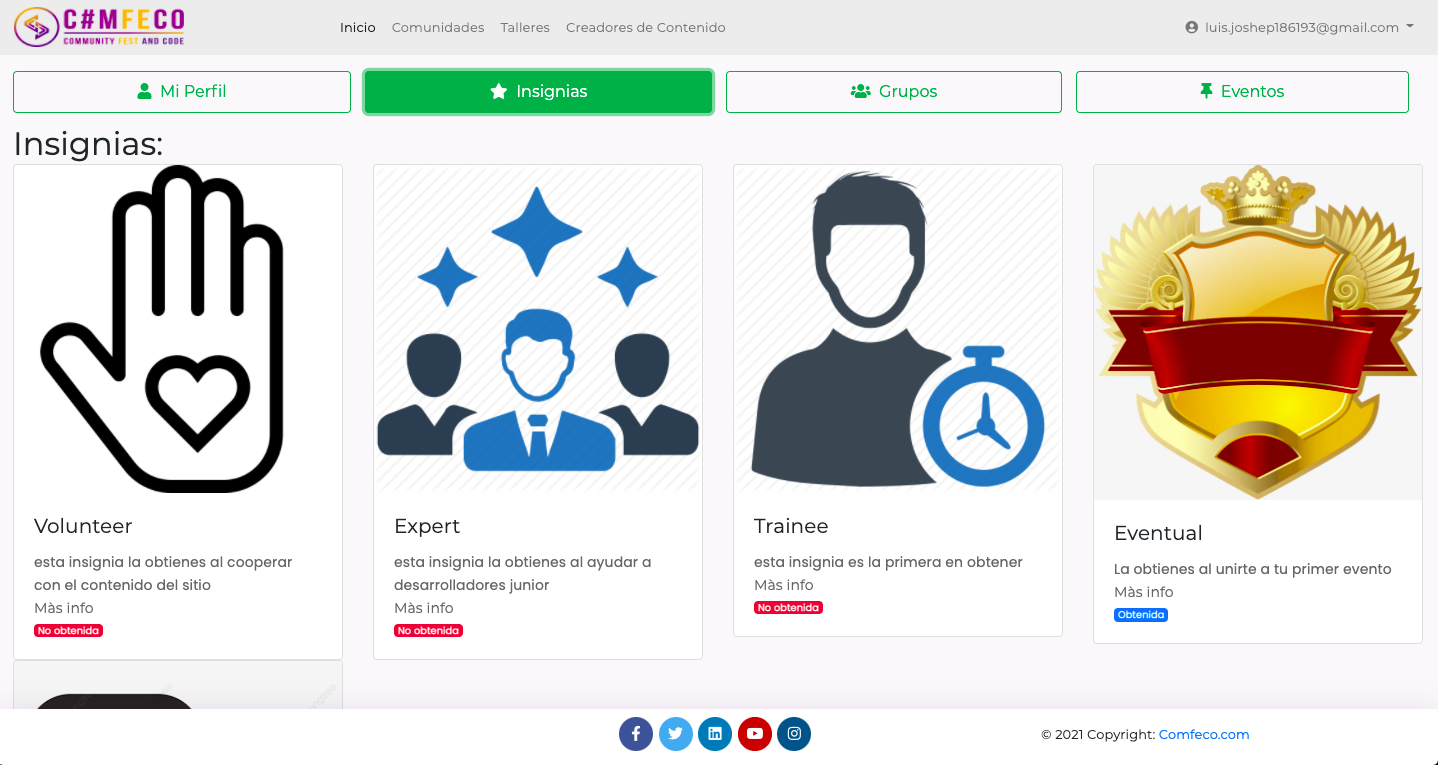 C#MFECO
COMMUNITY FEST AND CODE
Inicio Comunidades Talleres Creadores de Contenido
luis.joshep186193@gmail.com
Mi Perfil
Insignias
Grupos
Eventos
Insignias:
Volunteer
esta insignia la obtienes al cooperar
con el contenido del sitio
Màs info
No obtenida
Expert
esta insignia la obtienes al ayudar a
desarrolladores junior
Màs info
No obtenida
Trainee
esta insignia es la primera en obtener
Màs info
No obtenida
Eventual
La obtienes al unirte a tu primer evento
Màs info
Obtenida
© 2021 Copyright: Comfeco.com